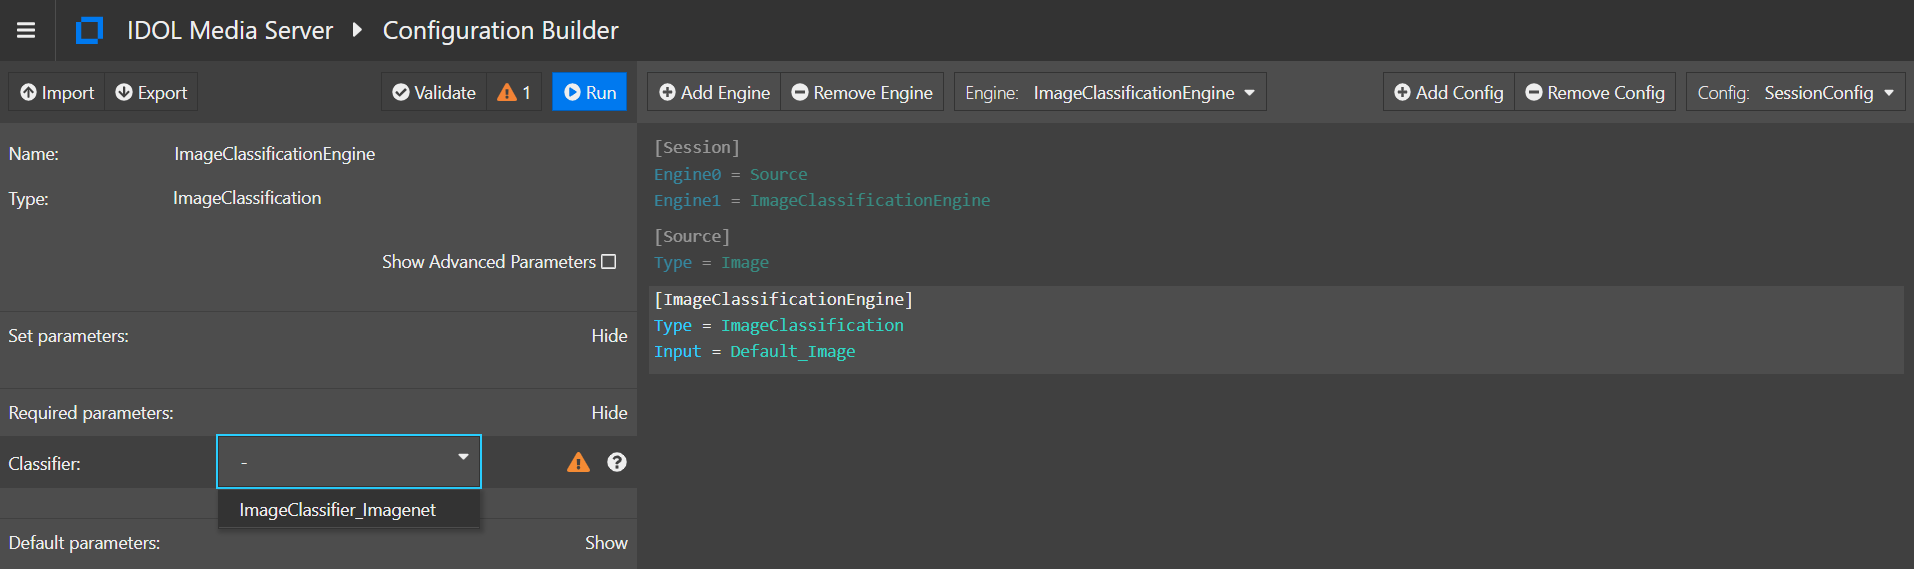 IDOL Media Server Configuration Builder
Import Export Validate 1 Run Add Engine Remove Engine Engine: ImageClassificationEngine Add Config Remove Config Config: SessionConfig
Name: ImageClassificationEngine
Type: ImageClassification
Show Advanced Parameters
Set parameters: Hide
Required parameters: Hide
Classifier: -
ImageClassifier_Imagenet
Default parameters: Show
[Session]
Engine0 = Source
Engine1 = ImageClassificationEngine
[Source]
Type = Image
[ImageClassificationEngine]
Type = ImageClassification
Input = Default_Image